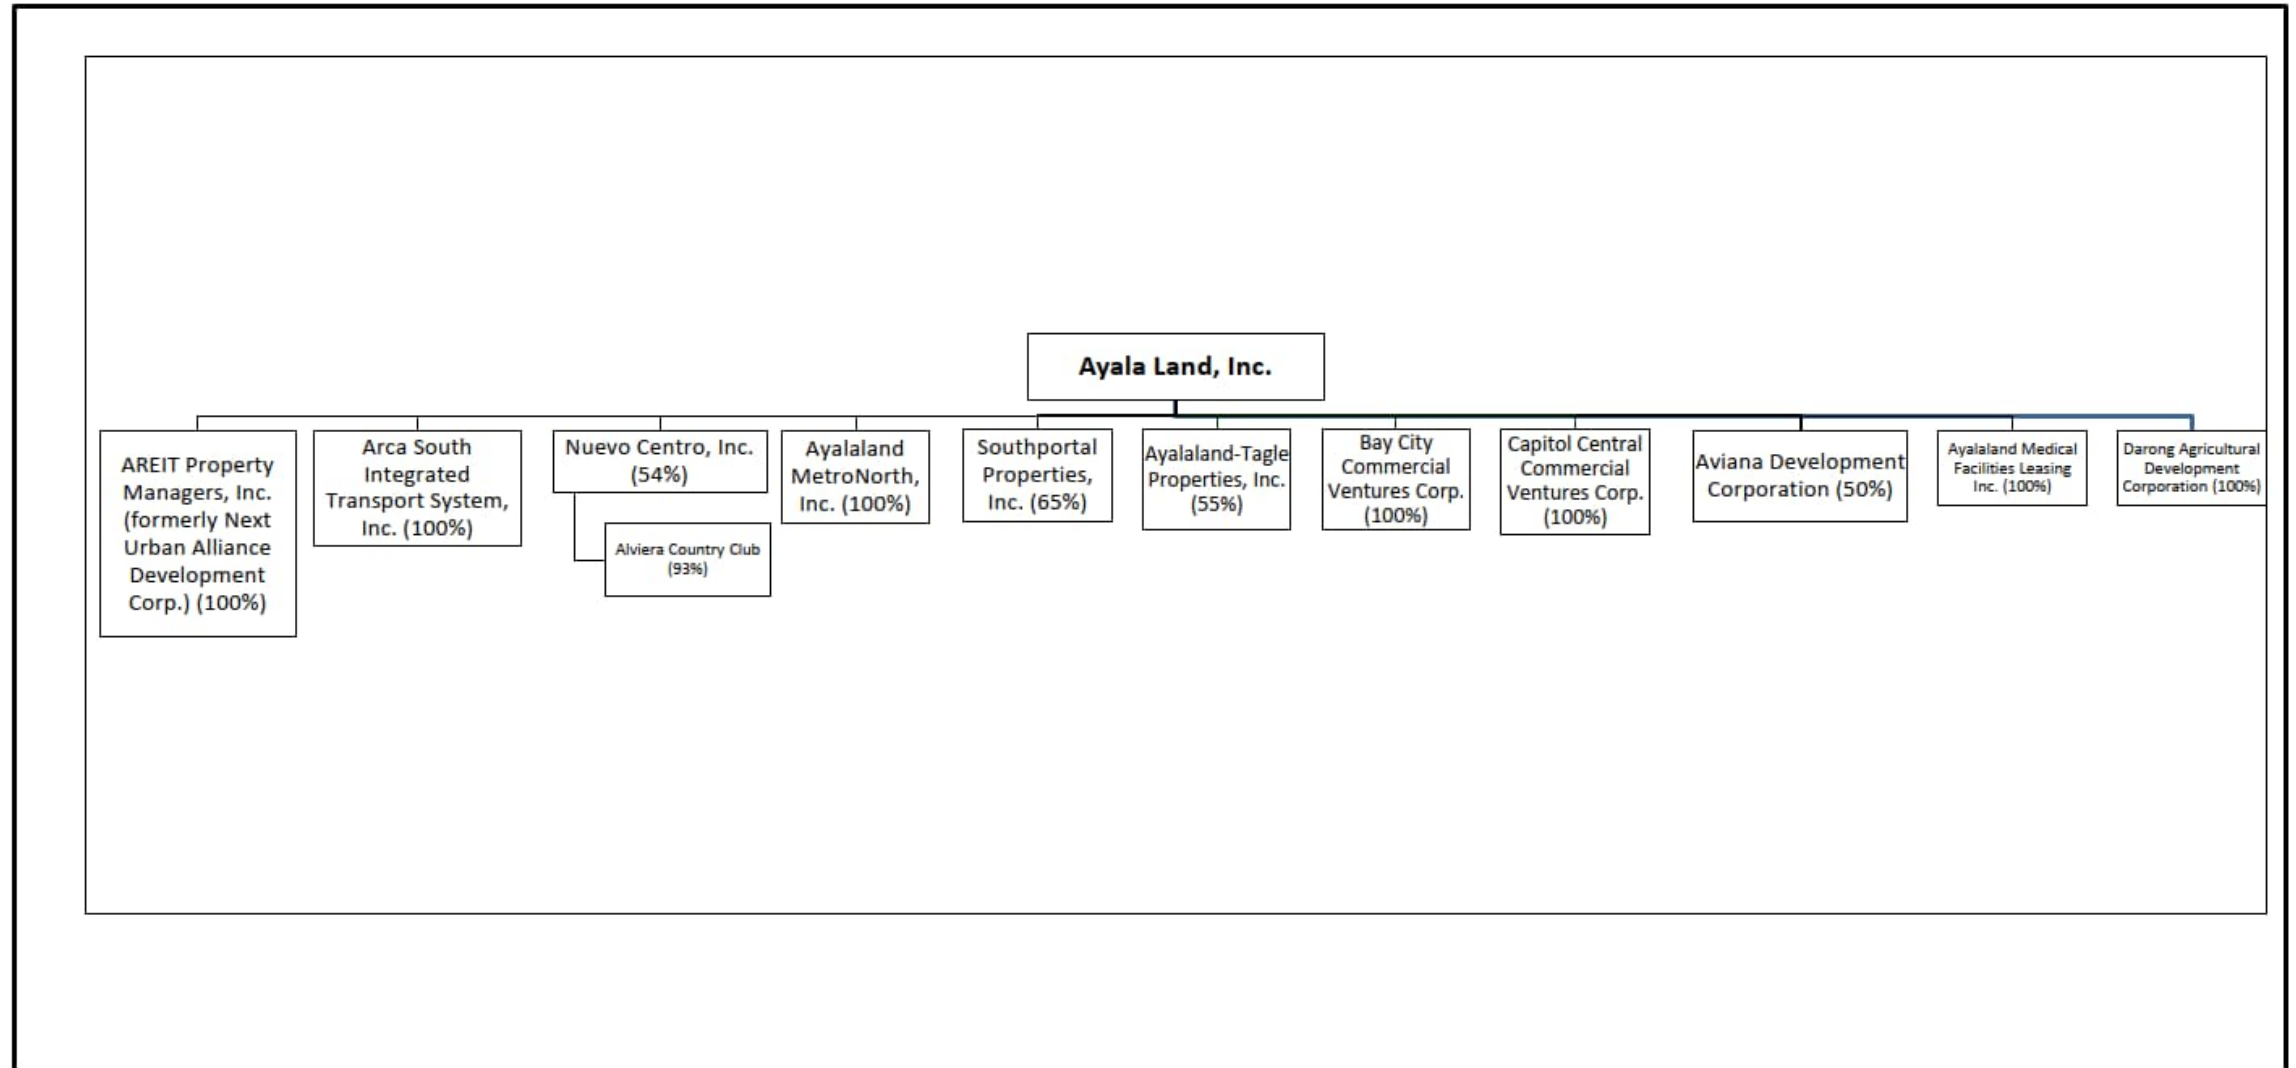 Ayala Land, Inc.
AREIT Property
Managers, Inc.
(formerly Next
Urban Alliance
Development
Corp.) (100%)
Arca South
Integrated
Transport System,
Inc. (100%)
Nuevo Centro, Inc.
(54%)
Alviera Country Club
(93%)
Ayalaland
MetroNorth,
Inc. (100%)
Southportal
Properties,
Inc. (65%)
Ayalaland-Tagle
Properties, Inc.
(55%)
Bay City
Commercial
Ventures Corp.
(100%)
Capitol Central
Commercial
Ventures Corp.
(100%)
Aviana Development
Corporation (50%)
Ayalaland Medical
Facilities Leasing
Inc. (100%)
Darong Agricultural
Development
Corporation (100%)